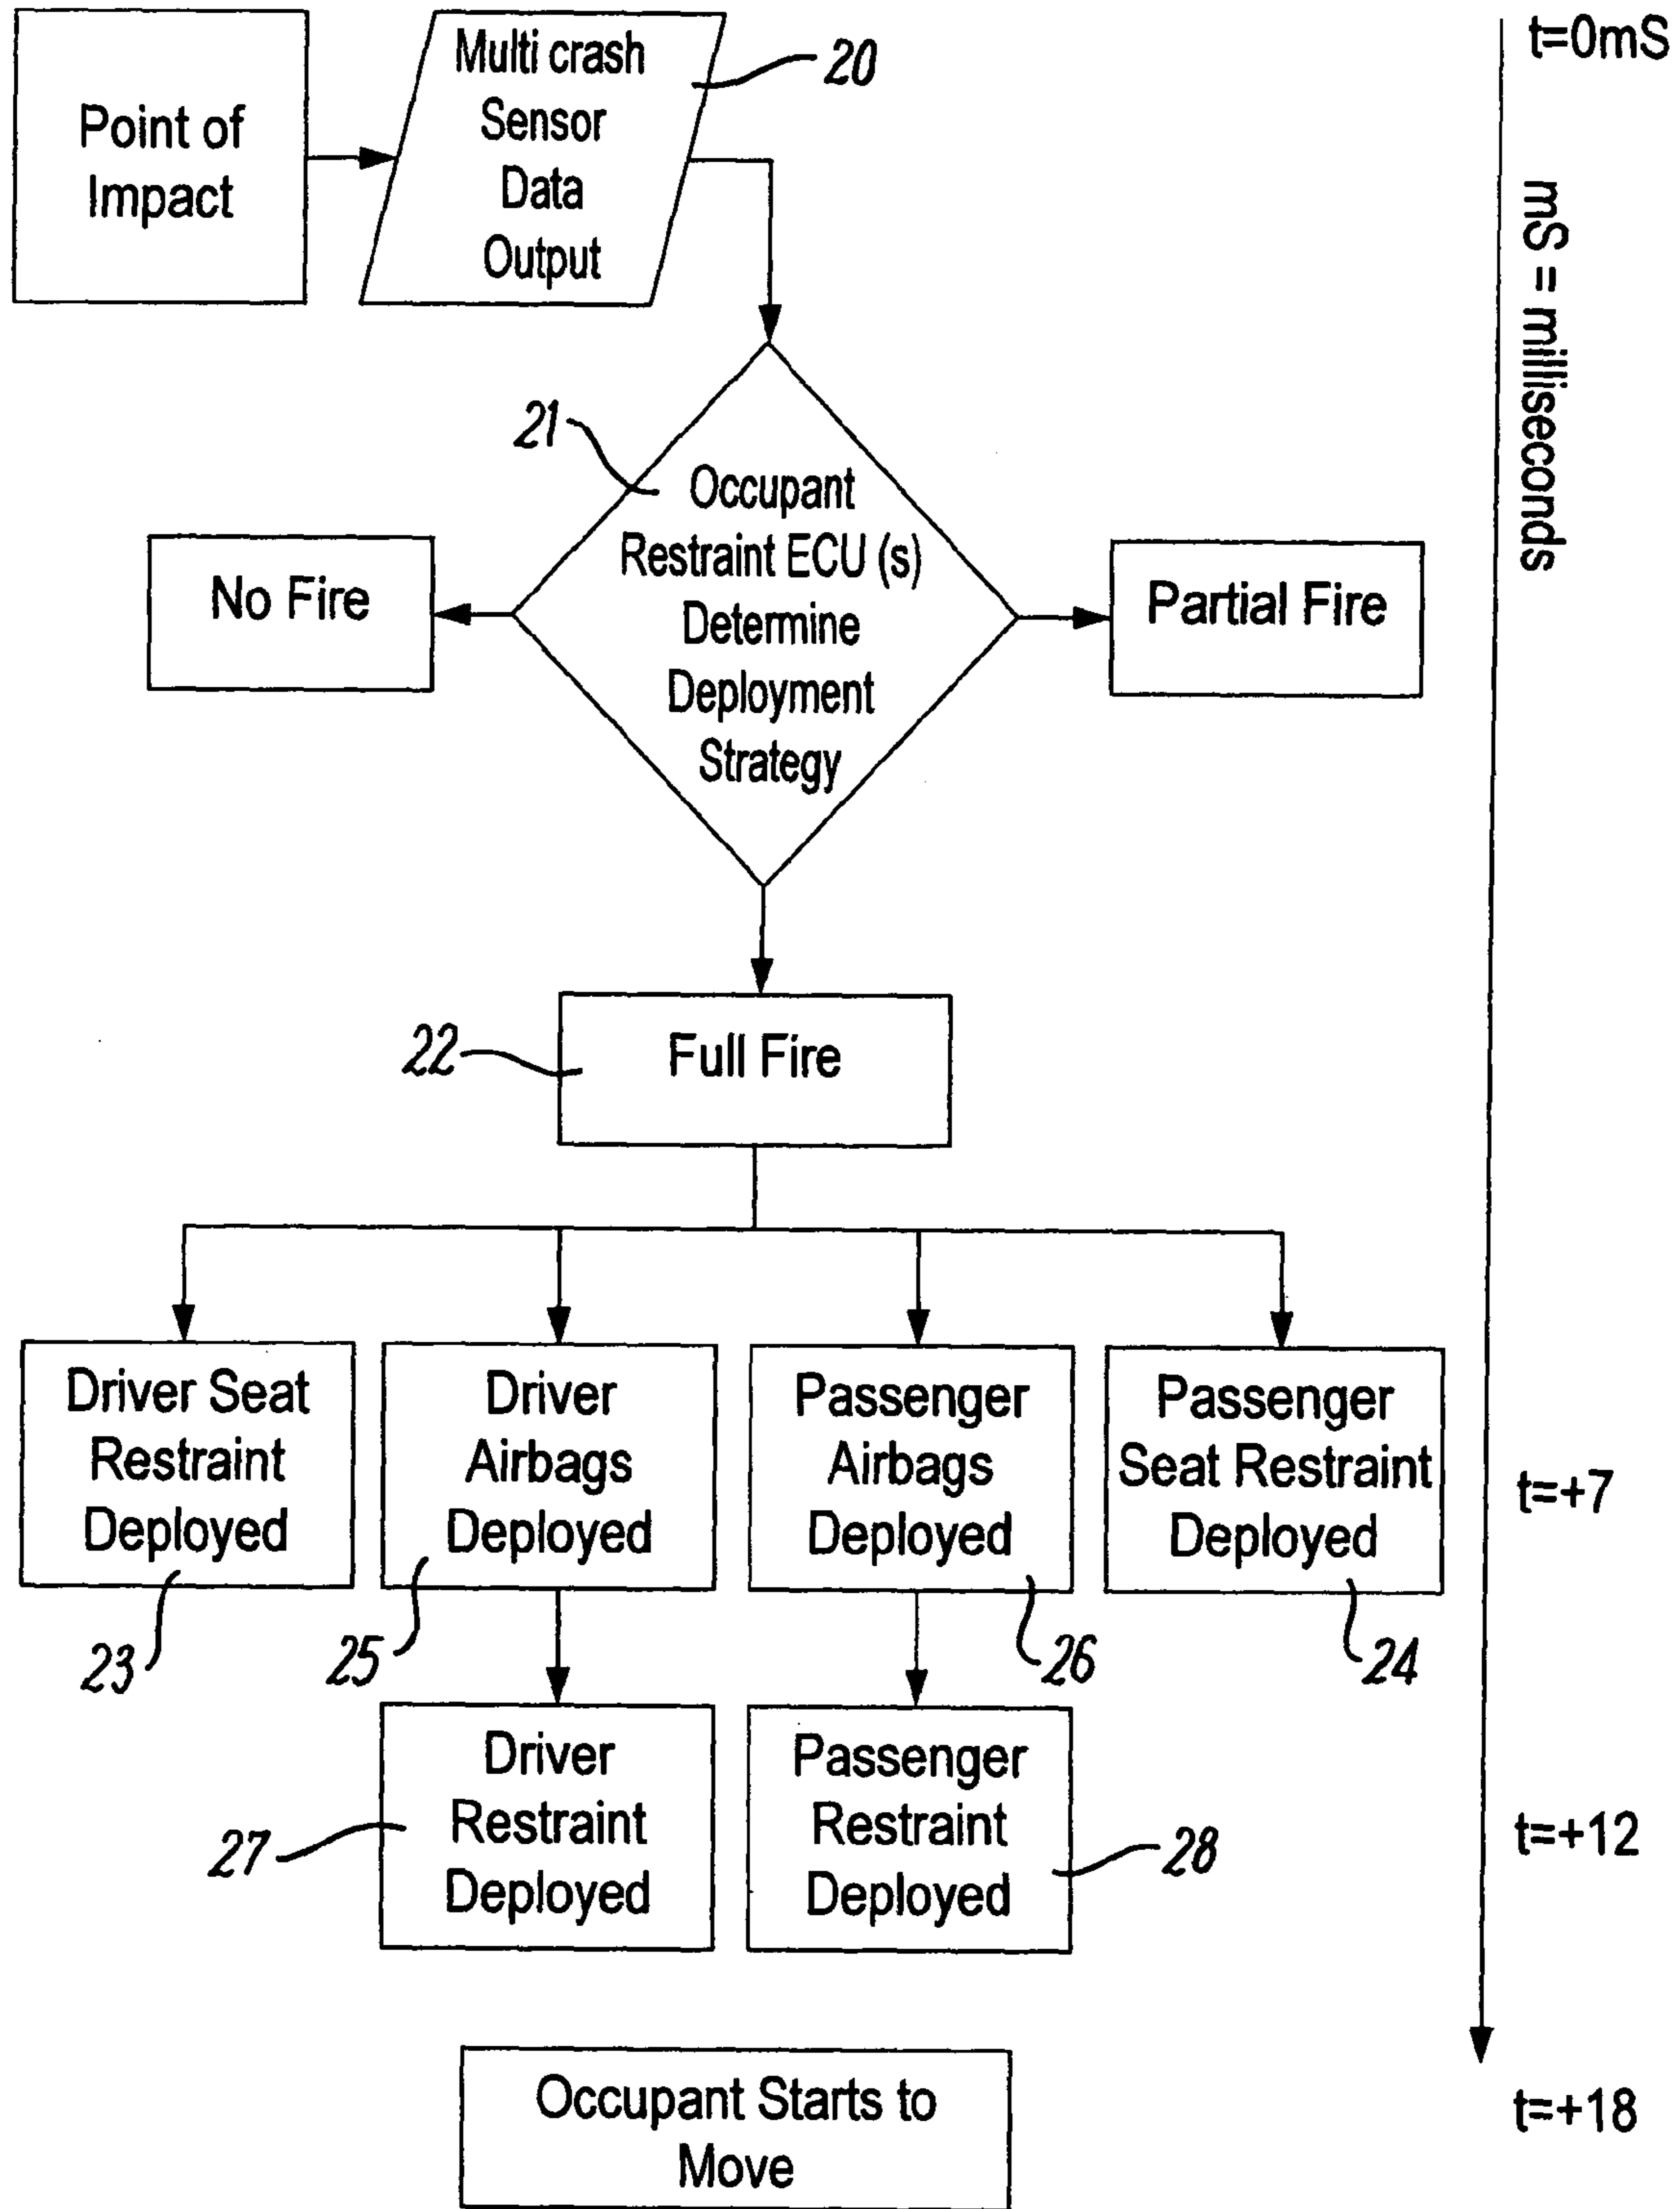 Point of
Impact
Multi crash
Sensor
Data
Output
20
t=0mS
mS = milliseconds
21
Occupant
Restraint ECU (s)
Determine
Deployment
Strategy
No Fire
Partial Fire
22
Full Fire
Driver Seat
Restraint
Deployed
Driver
Airbags
Deployed
Passenger
Airbags
Deployed
Passenger
Seat Restraint
Deployed
t=+7
23
25
26
24
Driver
Restraint
Deployed
Passenger
Restraint
Deployed
27
28
t=+12
Occupant Starts to
Move
t=+18